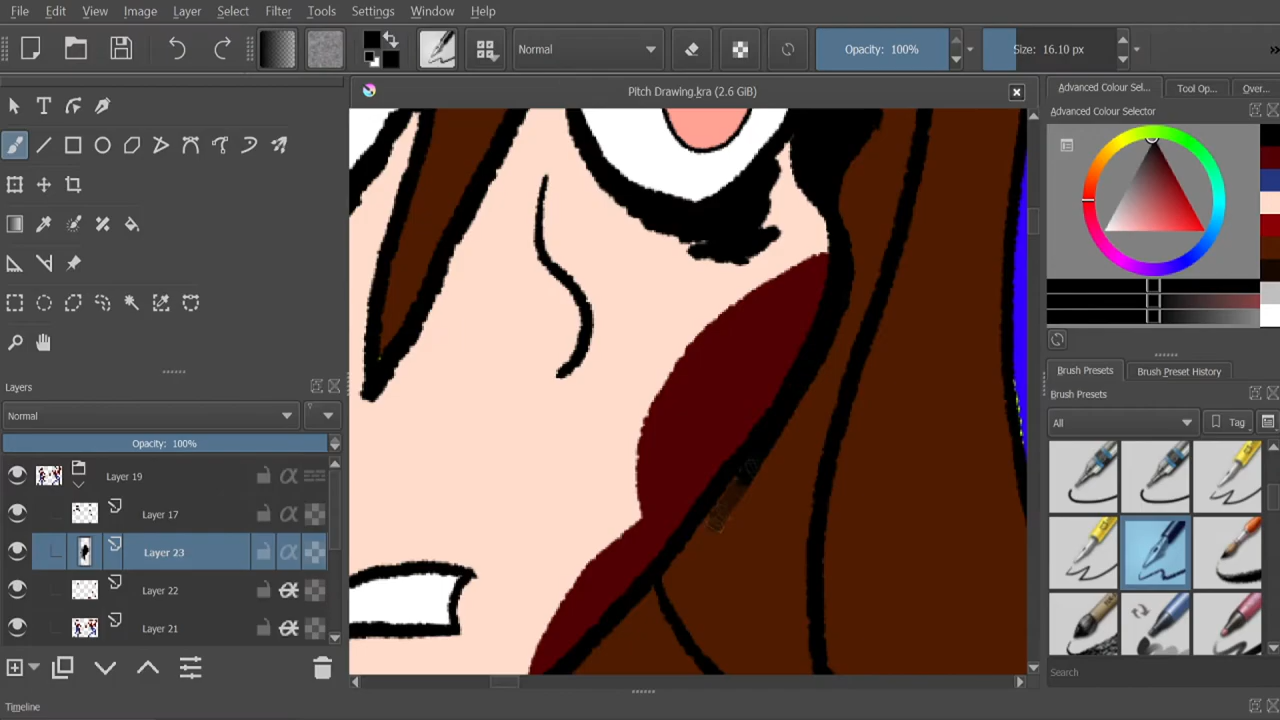 File Edit View Image Layer Select Filter Tools Settings Window Help
Normal Opacity: 100% Size: 16.10 px »
Pitch Drawing.kra (2.6 GiB)
Advanced Colour Sel... Tool Op... Over...
Advanced Colour Selector
Layers
Normal
Opacity: 100%
Layer 19
Layer 17
Layer 23
Layer 22
Layer 21
Brush Presets Brush Preset History
Brush Presets
All Tag
Search
Timeline